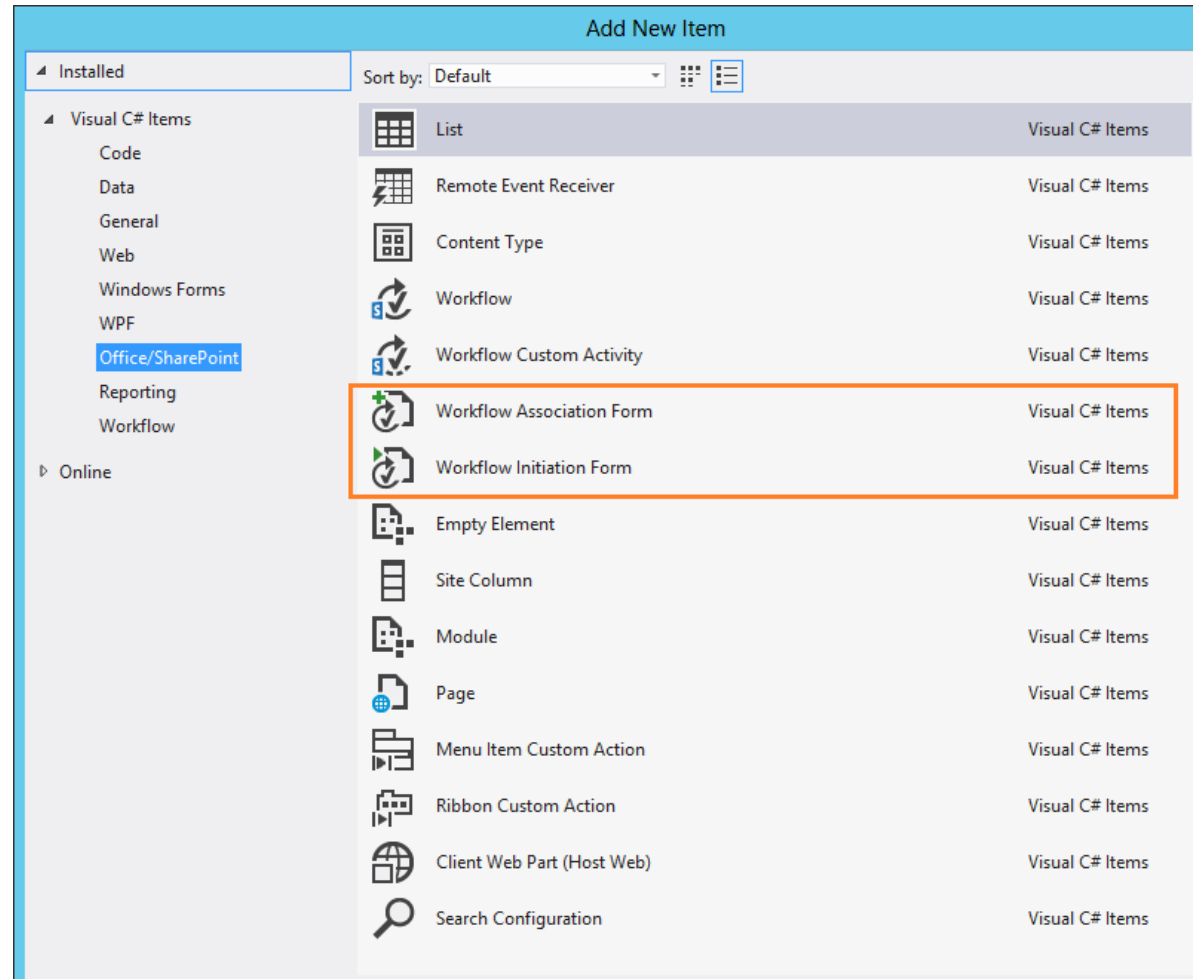 Add New Item
Installed
Sort by: Default
Visual C# Items
Code
Data
General
Web
Windows Forms
WPF
Office/SharePoint
Reporting
Workflow
Online
List Visual C# Items
Remote Event Receiver Visual C# Items
Content Type Visual C# Items
Workflow Visual C# Items
Workflow Custom Activity Visual C# Items
Workflow Association Form Visual C# Items
Workflow Initiation Form Visual C# Items
Empty Element Visual C# Items
Site Column Visual C# Items
Module Visual C# Items
Page Visual C# Items
Menu Item Custom Action Visual C# Items
Ribbon Custom Action Visual C# Items
Client Web Part (Host Web) Visual C# Items
Search Configuration Visual C# Items